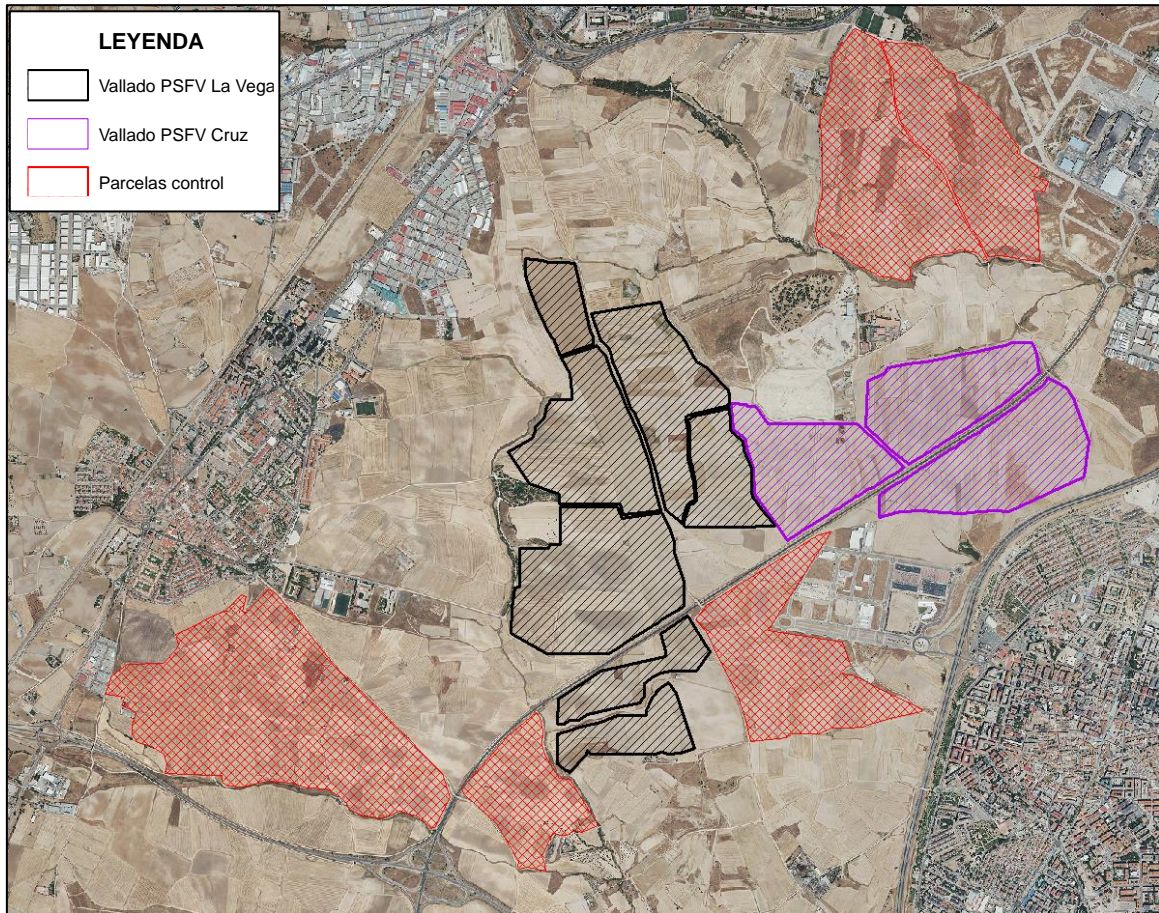 LEYENDA
Vallado PSFV La Vega
Vallado PSFV Cruz
Parcelas control